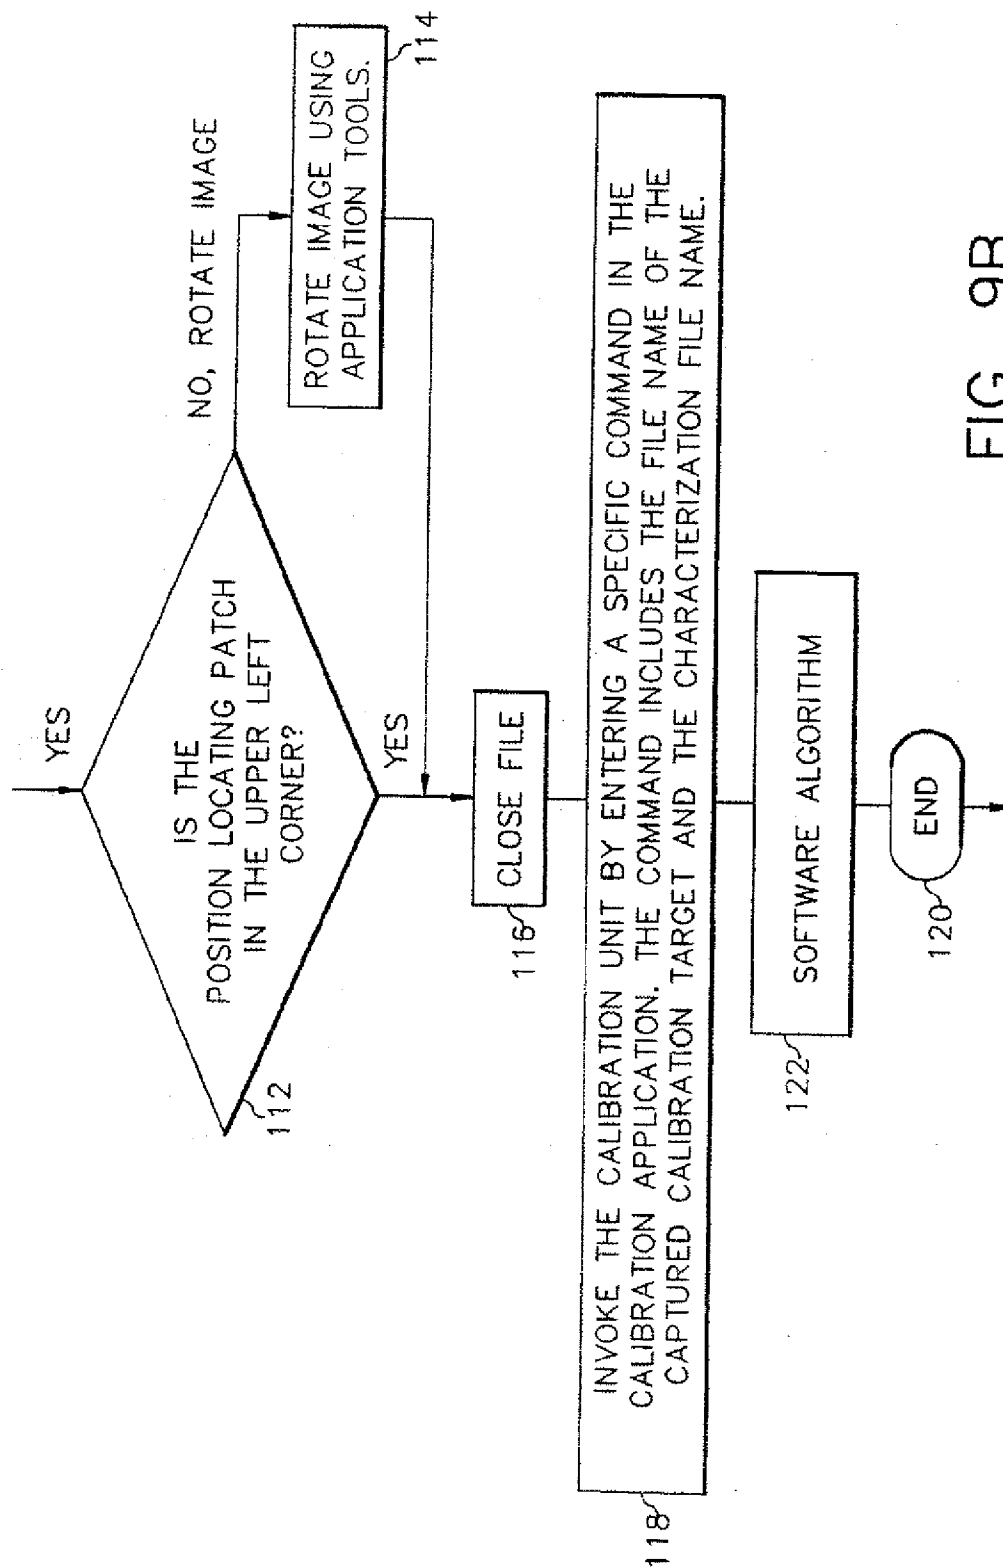 YES
IS THE
POSITION LOCATING PATCH
IN THE UPPER LEFT
CORNER?
112
NO, ROTATE IMAGE
ROTATE IMAGE USING
APPLICATION TOOLS.
114
YES
CLOSE FILE
116
INVOKE THE CALIBRATION UNIT BY ENTERING A SPECIFIC COMMAND IN THE
CALIBRATION APPLICATION. THE COMMAND INCLUDES THE FILE NAME OF THE
CAPTURED CALIBRATION TARGET AND THE CHARACTERIZATION FILE NAME.
118
SOFTWARE ALGORITHM
122
END
120
FIG. 9B